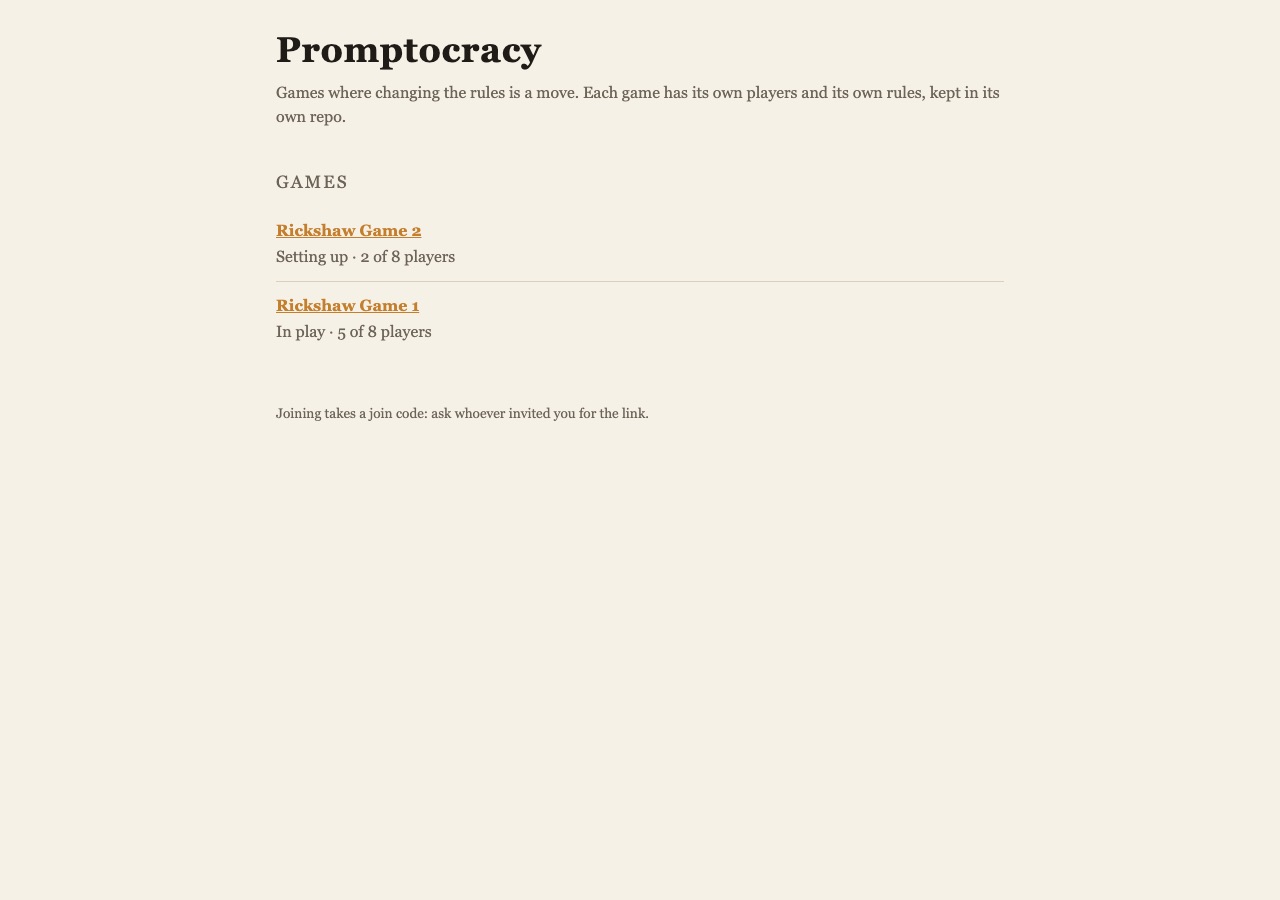 Promptocracy
Games where changing the rules is a move. Each game has its own players and its own rules, kept in its
own repo.
GAMES
Rickshaw Game 2
Setting up · 2 of 8 players
Rickshaw Game 1
In play · 5 of 8 players
Joining takes a join code: ask whoever invited you for the link.